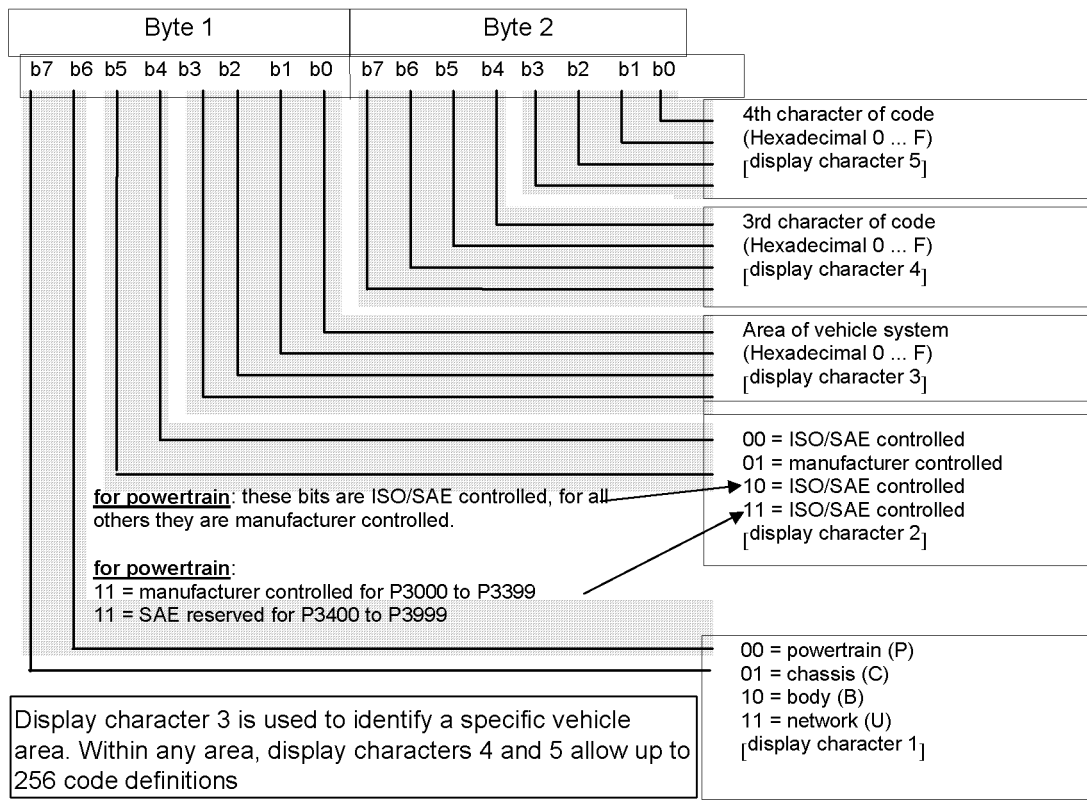 Byte 1 Byte 2
b7 b6 b5 b4 b3 b2 b1 b0 b7 b6 b5 b4 b3 b2 b1 b0
4th character of code
(Hexadecimal 0 ... F)
[display character 5]
3rd character of code
(Hexadecimal 0 ... F)
[display character 4]
Area of vehicle system
(Hexadecimal 0 ... F)
[display character 3]
00 = ISO/SAE controlled
01 = manufacturer controlled
10 = ISO/SAE controlled
11 = ISO/SAE controlled
[display character 2]
for powertrain: these bits are ISO/SAE controlled, for all
others they are manufacturer controlled.
for powertrain:
11 = manufacturer controlled for P3000 to P3399
11 = SAE reserved for P3400 to P3999
00 = powertrain (P)
01 = chassis (C)
10 = body (B)
11 = network (U)
[display character 1]
Display character 3 is used to identify a specific vehicle
area. Within any area, display characters 4 and 5 allow up to
256 code definitions